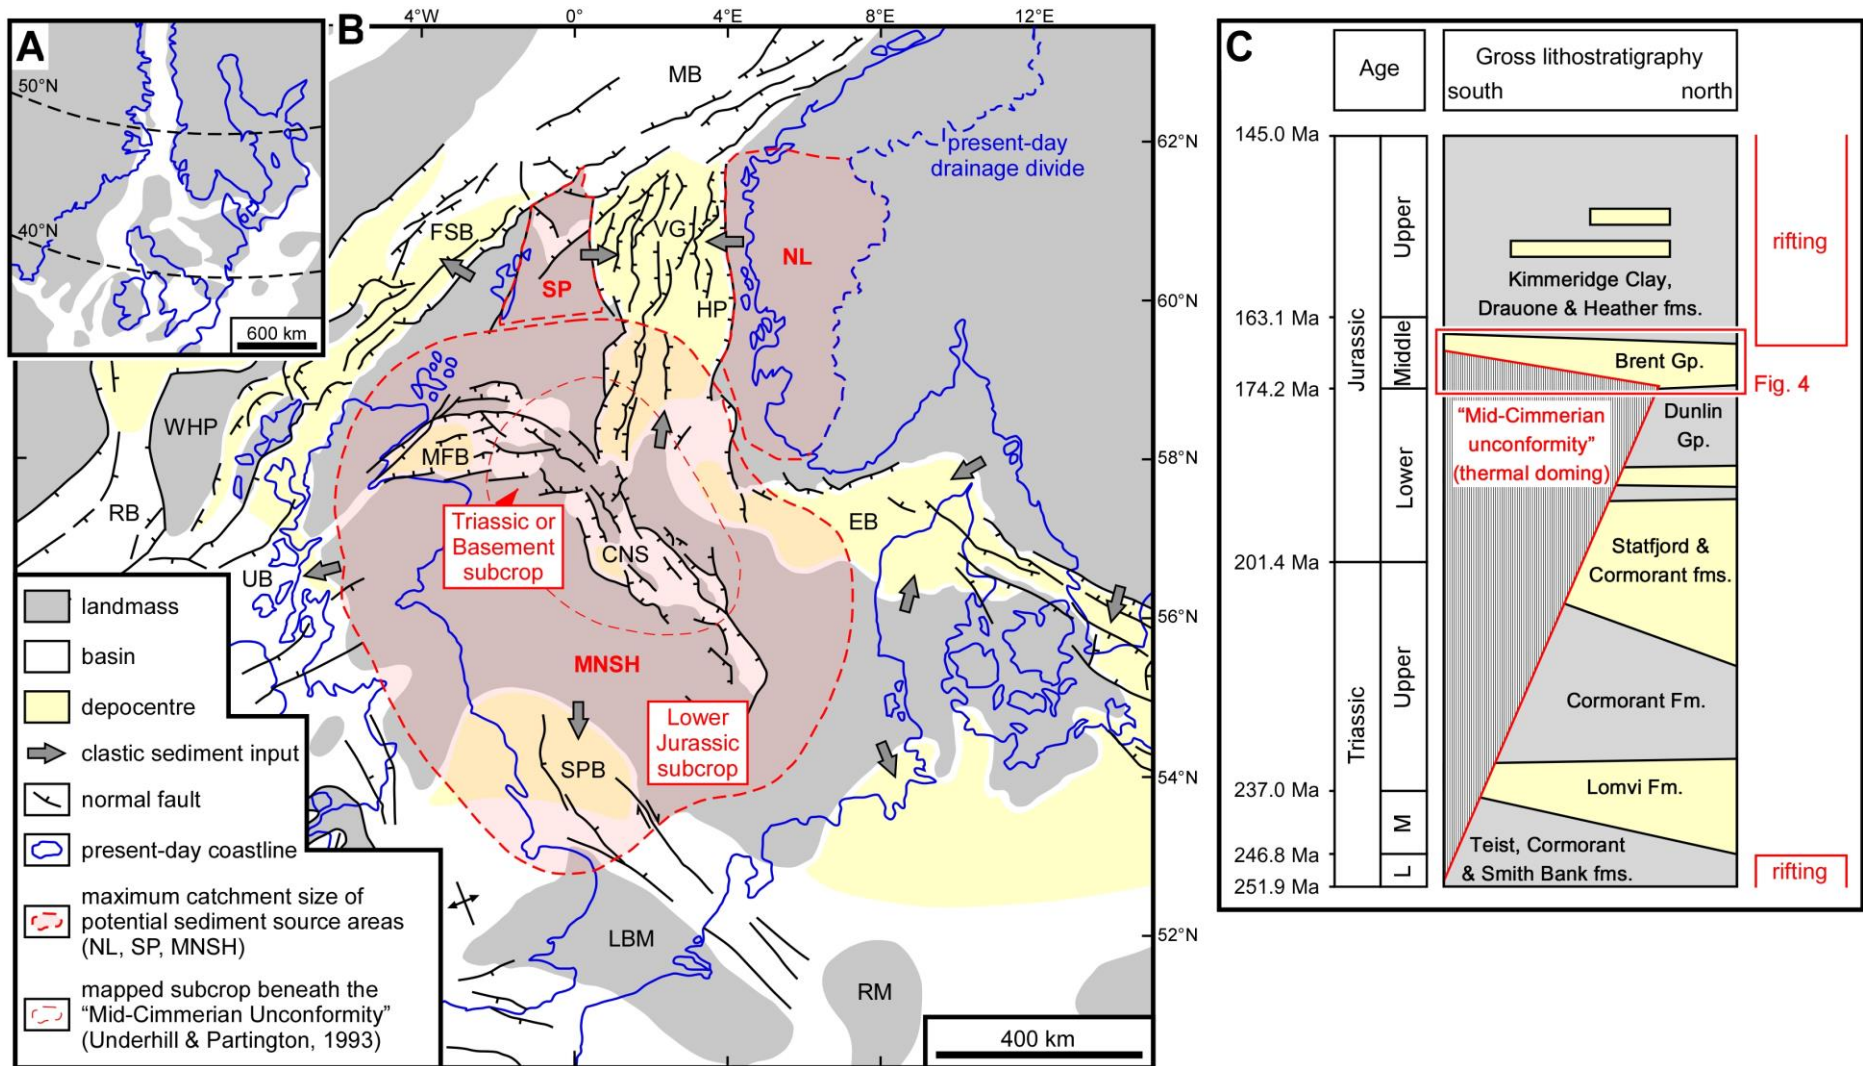 A
50°N
40°N
600 km
B
4°W
0°
4°E
8°E
12°E
62°N
60°N
58°N
56°N
54°N
52°N
MB
present-day
drainage divide
FSB
VG
NL
SP
HP
WHP
MFB
RB
Triassic or
Basement
subcrop
EB
CNS
UB
MNSH
Lower
Jurassic
subcrop
SPB
LBM
RM
400 km
landmass
basin
depocentre
clastic sediment input
normal fault
present-day coastline
maximum catchment size of
potential sediment source areas
(NL, SP, MNSH)
mapped subcrop beneath the
“Mid-Cimmerian Unconformity”
(Underhill & Partington, 1993)
C
Age
Gross lithostratigraphy
south
north
145.0 Ma
163.1 Ma
174.2 Ma
201.4 Ma
237.0 Ma
246.8 Ma
251.9 Ma
Jurassic
Triassic
Upper
Middle
Lower
Upper
M
L
Kimmeridge Clay,
Drauone & Heather fms.
Brent Gp.
“Mid-Cimmerian
unconformity”
(thermal doming)
Dunlin
Gp.
Statfjord &
Cormorant fms.
Cormorant Fm.
Lomvi Fm.
Teist, Cormorant
& Smith Bank fms.
rifting
Fig. 4
rifting